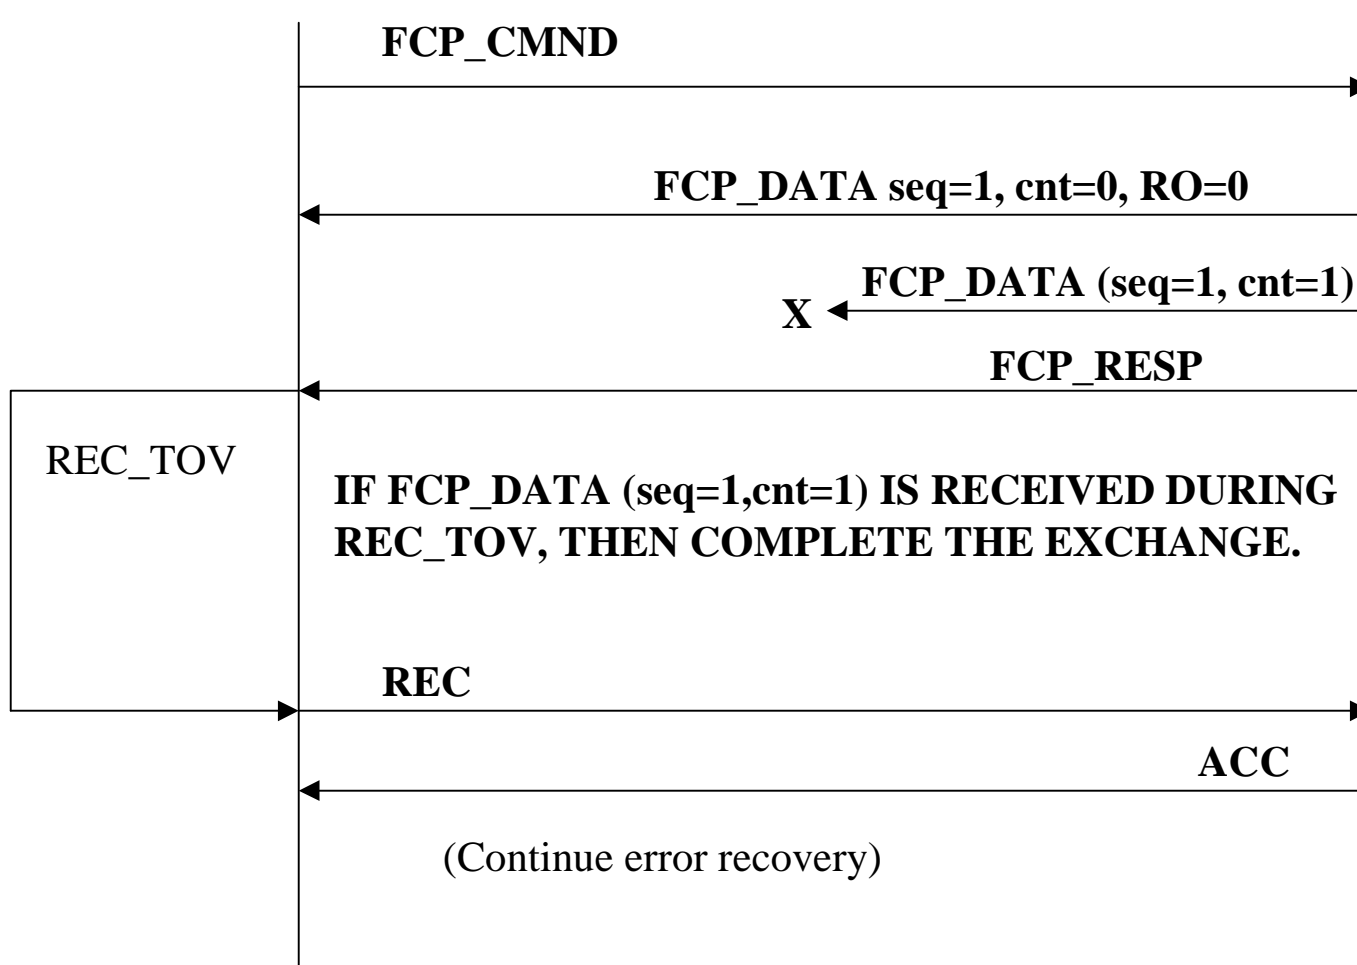 FCP_CMND
FCP_DATA seq=1, cnt=0, RO=0
FCP_DATA (seq=1, cnt=1)
X
FCP_RESP
REC_TOV
IF FCP_DATA (seq=1,cnt=1) IS RECEIVED DURING
REC_TOV, THEN COMPLETE THE EXCHANGE.
REC
ACC
(Continue error recovery)